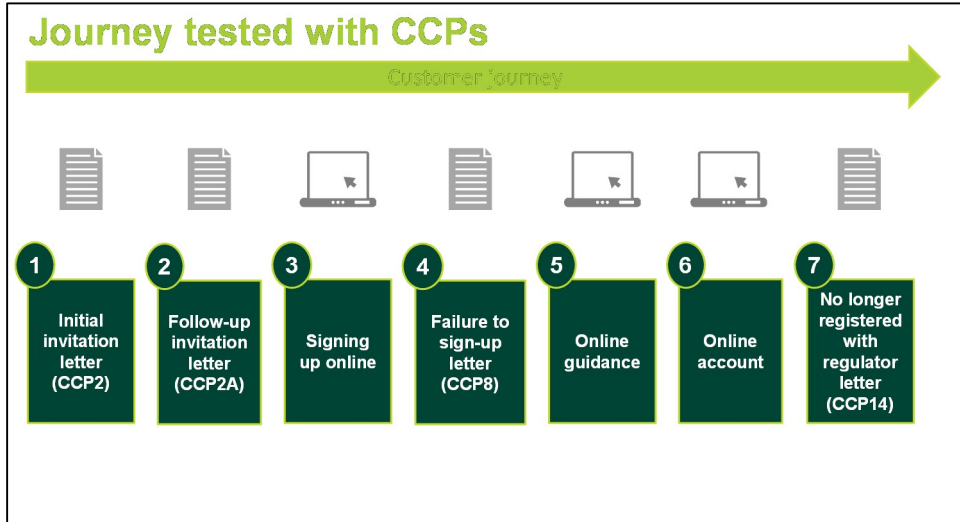 Journey tested with CCPs
Customer journey
1
Initial
invitation
letter
(CCP2)
2
Follow-up
invitation
letter
(CCP2A)
3
Signing
up online
4
Failure to
sign-up
letter
(CCP8)
5
Online
guidance
6
Online
account
7
No longer
registered
with
regulator
letter
(CCP14)